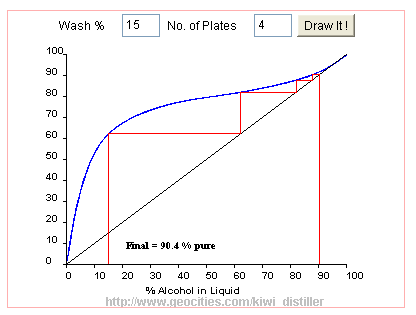 Wash % 15 No. of Plates 4 Draw It !
100
90
80
70
60
50
40
30
20
10
0
Final = 90.4 % pure
0 10 20 30 40 50 60 70 80 90 100
% Alcohol in Liquid
http://www.geocities.com/kiwi_distiller